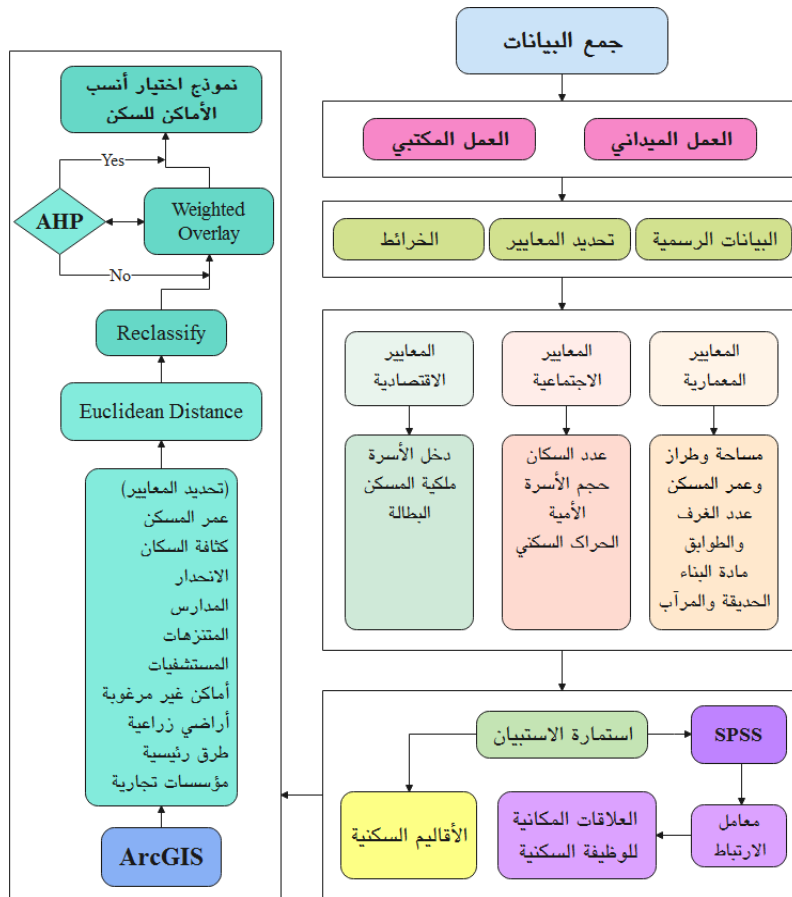 جمع البيانات
العمل الميداني
العمل المكتبي
البيانات الرسمية
تحديد المعايير
الخرائط
المعايير
المعمارية
المعايير
الاجتماعية
المعايير
الاقتصادية
مساحة وطراز
وعمر المسكن
عدد الغرف
والطوابق
مادة البناء
الحديقة والمرآب
عدد السكان
حجم الأسرة
الأمية
الحراك السكني
دخل الأسرة
ملكية المسكن
البطالة
استمارة الاستبيان
SPSS
معامل
الارتباط
العلاقات المكانية
للوظيفة السكنية
الأقاليم السكنية
ArcGIS
(تحديد المعايير)
عمر المسكن
كثافة السكان
الانحدار
المدارس
المتنزهات
المستشفيات
أماكن غير مرغوبة
أراضي زراعية
طرق رئيسية
مؤسسات تجارية
Euclidean Distance
Reclassify
No
AHP
Weighted
Overlay
Yes
نموذج اختيار أنسب
الأماكن للسكن